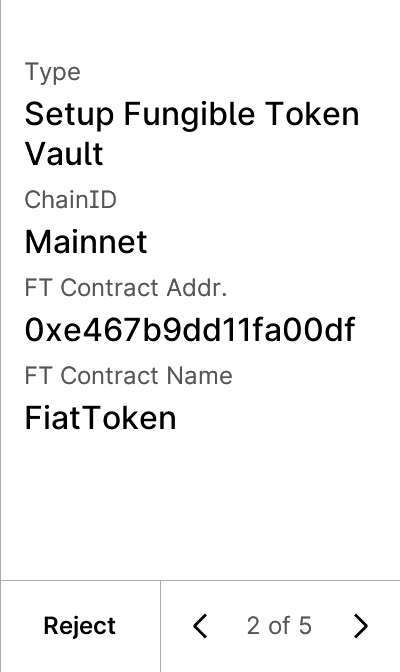 Type
Setup Fungible Token
Vault
ChainID
Mainnet
FT Contract Addr.
0xe467b9dd11fa00df
FT Contract Name
FiatToken
Reject
2 of 5